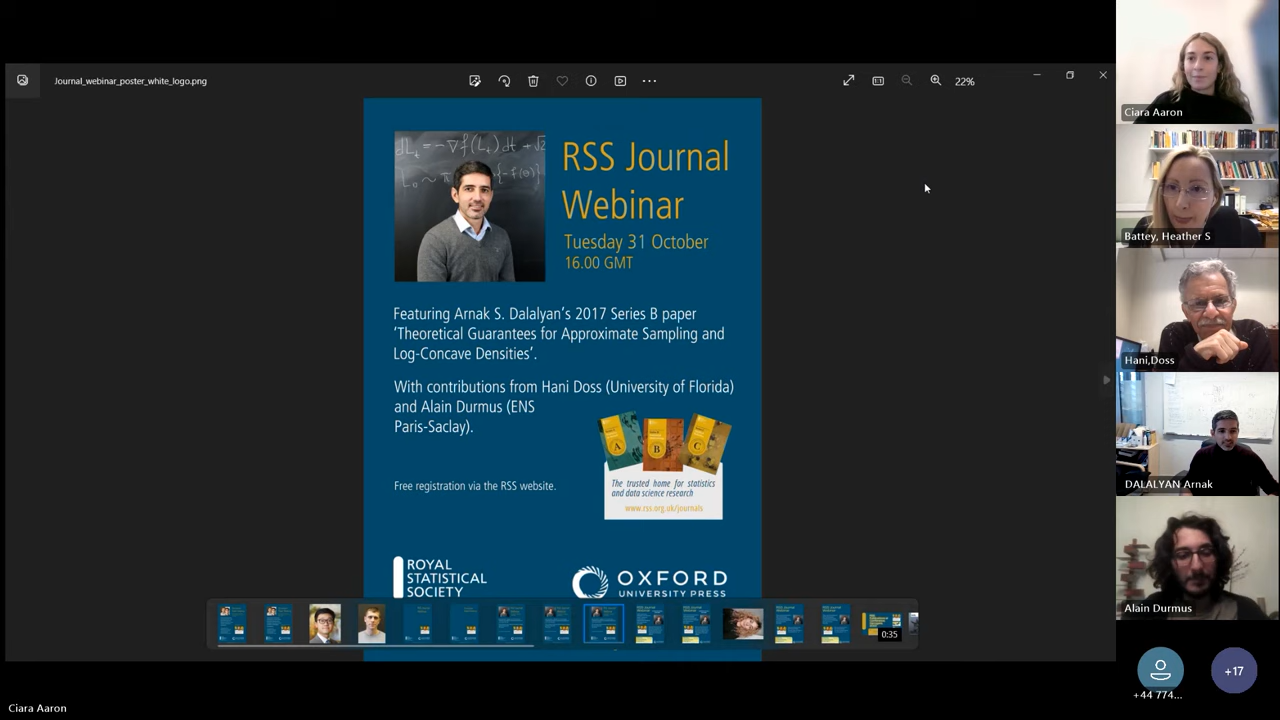 Journal_webinar_poster_white_logo.png
22%
RSS Journal
Webinar
Tuesday 31 October
16.00 GMT
Featuring Arnak S. Dalalyan's 2017 Series B paper
'Theoretical Guarantees for Approximate Sampling and
Log-Concave Densities'.
With contributions from Hani Doss (University of Florida)
and Alain Durmus (ENS
Paris-Saclay).
A
B
C
Free registration via the RSS website.
The trusted home for statistics
and data science research
www.rss.org.uk/journals
ROYAL
STATISTICAL
SOCIETY
OXFORD
UNIVERSITY PRESS
0:35
Ciara Aaron
Battey, Heather S
Hani,Doss
DALALYAN Arnak
Alain Durmus
+44 774...
+17
Ciara Aaron